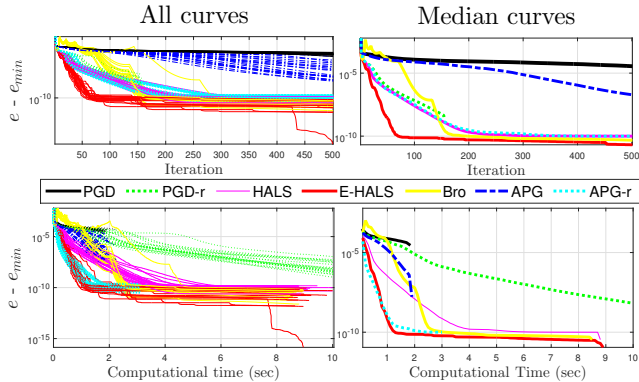 All curves Median curves
e - e_min
10^-10
50 100 150 200 250 300 350 400 450 500
Iteration
10^-5
10^-10
100 200 300 400 500
Iteration
PGD PGD-r HALS E-HALS Bro APG APG-r
e - e_min
10^-5
10^-10
10^-15
0 2 4 6 8 10
Computational time (sec)
10^-5
10^-10
1 2 3 4 5 6 7 8 9 10
Computational Time (sec)